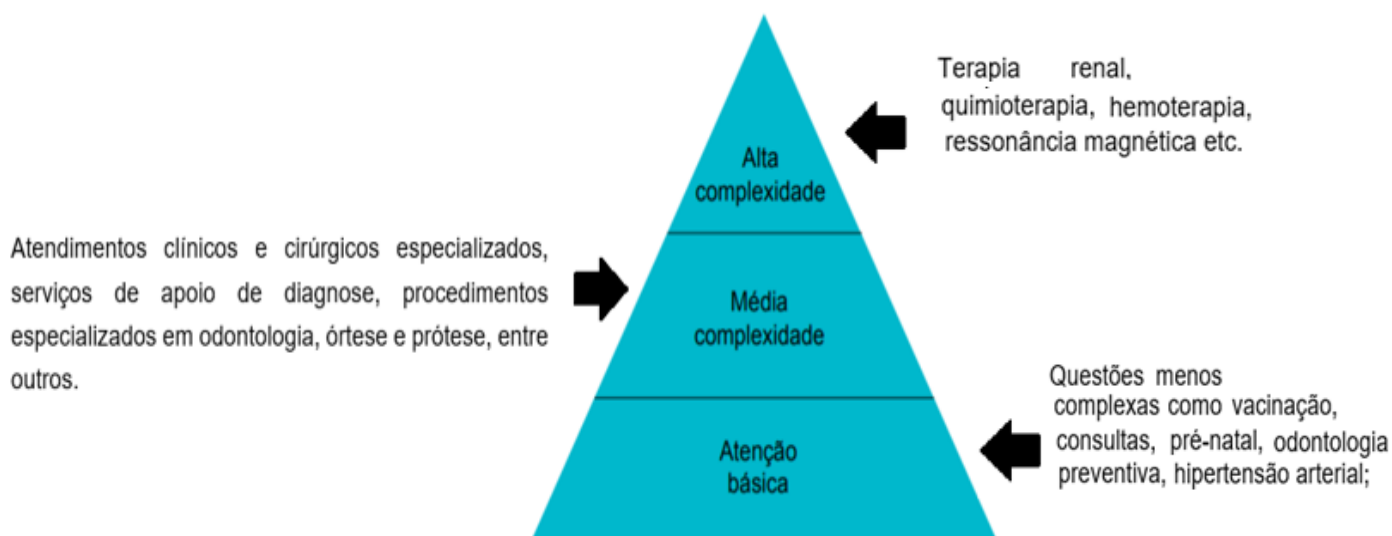 Terapia renal,
quimioterapia, hemoterapia,
ressonância magnética etc.
Alta
complexidade
Atendimentos clínicos e cirúrgicos especializados,
serviços de apoio de diagnose, procedimentos
especializados em odontologia, órtese e prótese, entre
outros.
Média
complexidade
Questões menos
complexas como vacinação,
consultas, pré-natal, odontologia
preventiva, hipertensão arterial;
Atenção
básica